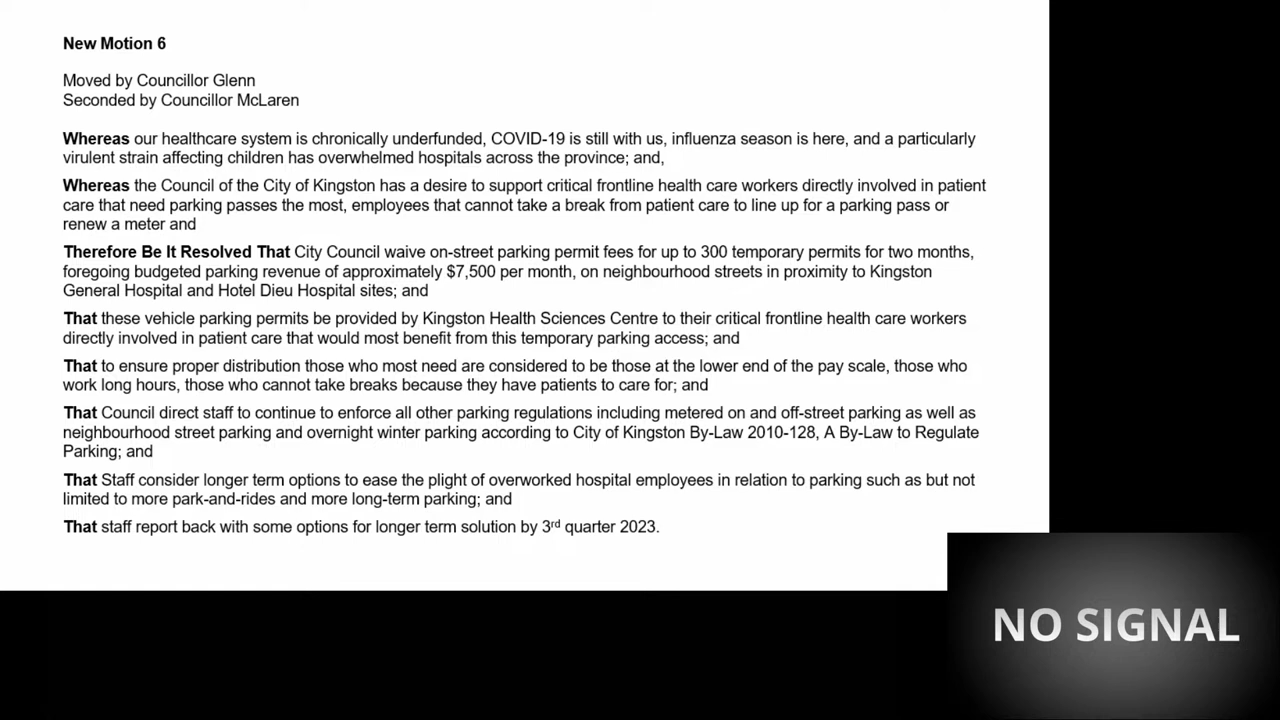 New Motion 6
Moved by Councillor Glenn
Seconded by Councillor McLaren
Whereas our healthcare system is chronically underfunded, COVID-19 is still with us, influenza season is here, and a particularly
virulent strain affecting children has overwhelmed hospitals across the province; and,
Whereas the Council of the City of Kingston has a desire to support critical frontline health care workers directly involved in patient
care that need parking passes the most, employees that cannot take a break from patient care to line up for a parking pass or
renew a meter and
Therefore Be It Resolved That City Council waive on-street parking permit fees for up to 300 temporary permits for two months,
foregoing budgeted parking revenue of approximately $7,500 per month, on neighbourhood streets in proximity to Kingston
General Hospital and Hotel Dieu Hospital sites; and
That these vehicle parking permits be provided by Kingston Health Sciences Centre to their critical frontline health care workers
directly involved in patient care that would most benefit from this temporary parking access; and
That to ensure proper distribution those who most need are considered to be those at the lower end of the pay scale, those who
work long hours, those who cannot take breaks because they have patients to care for; and
That Council direct staff to continue to enforce all other parking regulations including metered on and off-street parking as well as
neighbourhood street parking and overnight winter parking according to City of Kingston By-Law 2010-128, A By-Law to Regulate
Parking; and
That Staff consider longer term options to ease the plight of overworked hospital employees in relation to parking such as but not
limited to more park-and-rides and more long-term parking; and
That staff report back with some options for longer term solution by 3rd quarter 2023.
NO SIGNAL